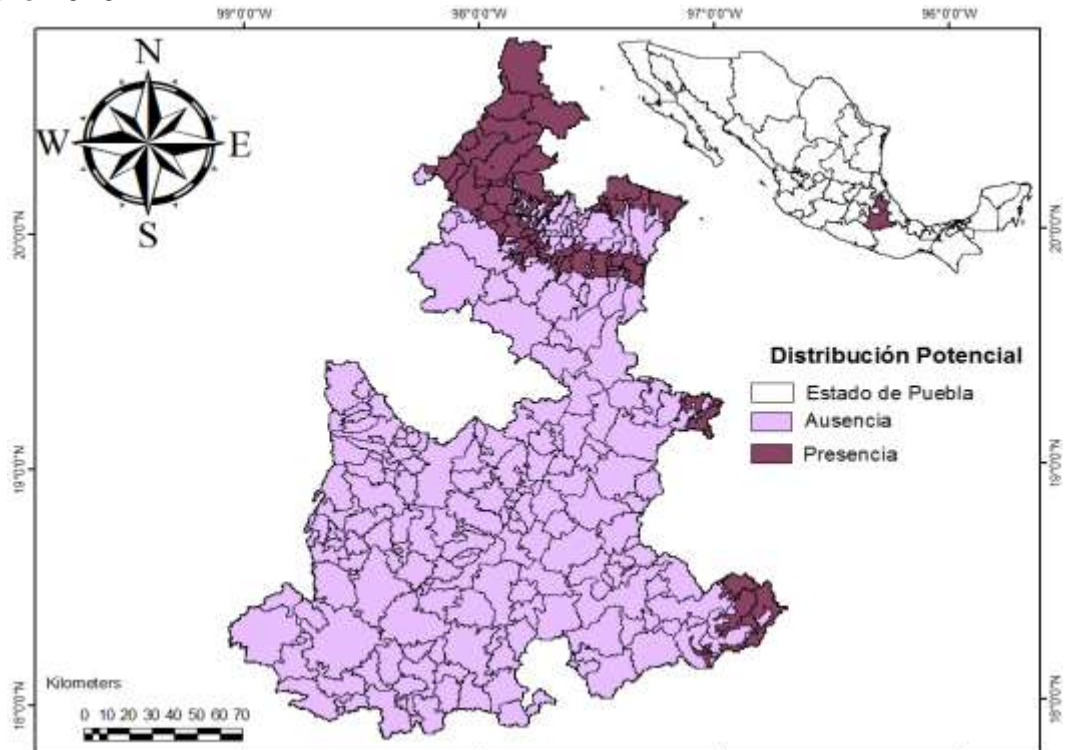 99°0'0"W 98°0'0"W 97°0'0"W 96°0'0"W
N
W E
S
20°0'0"N 20°0'0"N
Distribución Potencial
Estado de Puebla
Ausencia
Presencia
19°0'0"N 19°0'0"N
Kilometers
0 10 20 30 40 50 60 70
18°0'0"N 18°0'0"N